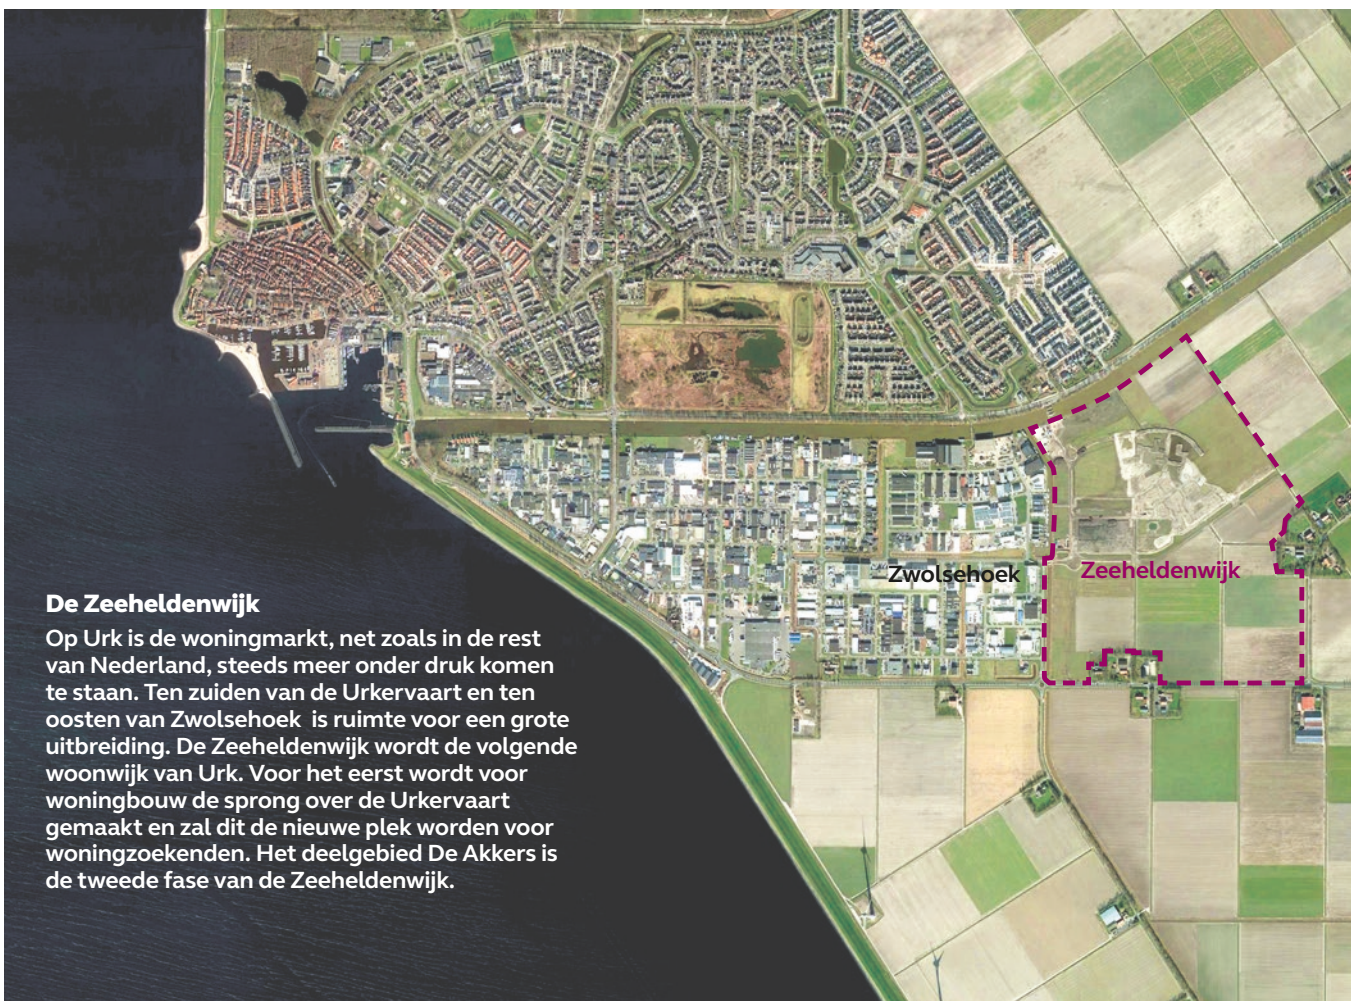 Zwolsehoek
Zeeheldenwijk
De Zeeheldenwijk
Op Urk is de woningmarkt, net zoals in de rest
van Nederland, steeds meer onder druk komen
te staan. Ten zuiden van de Urkervaart en ten
oosten van Zwolsehoek is ruimte voor een grote
uitbreiding. De Zeeheldenwijk wordt de volgende
woonwijk van Urk. Voor het eerst wordt voor
woningbouw de sprong over de Urkervaart
gemaakt en zal dit de nieuwe plek worden voor
woningzoekenden. Het deelgebied De Akkers is
de tweede fase van de Zeeheldenwijk.